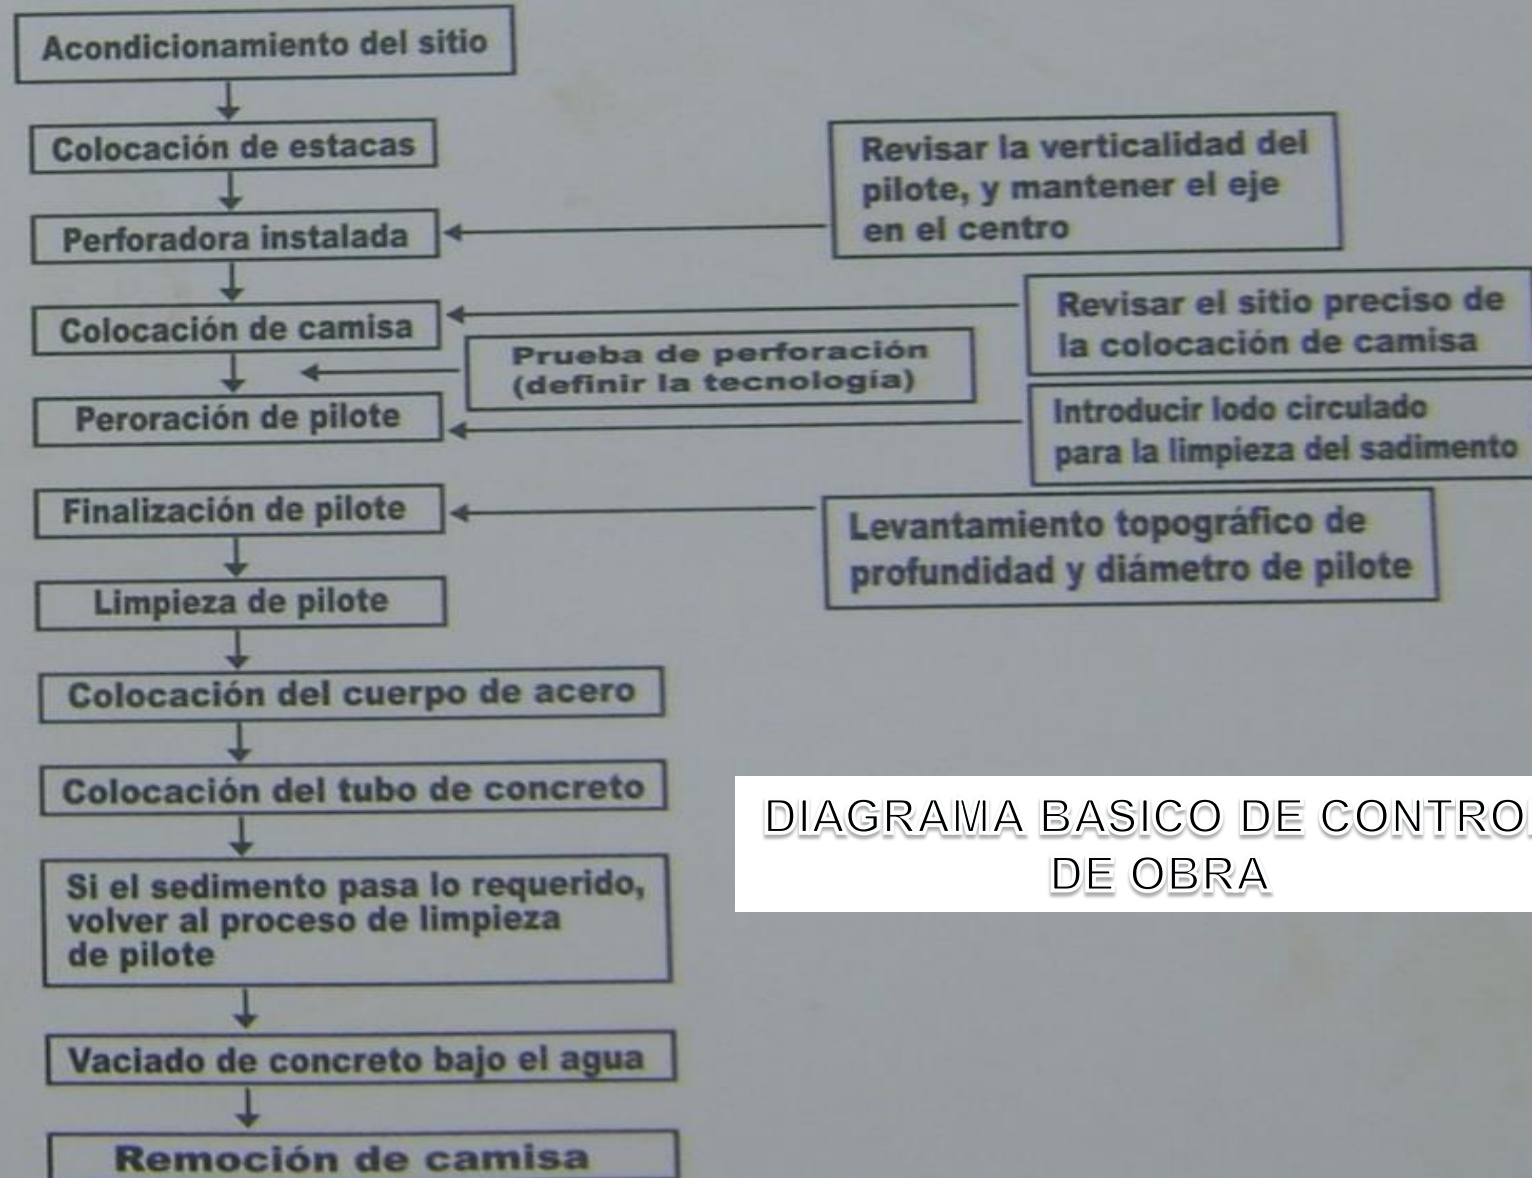 Acondicionamiento del sitio
Colocación de estacas
Revisar la verticalidad del
pilote, y mantener el eje
en el centro
Perforadora instalada
Revisar el sitio preciso de
la colocación de camisa
Colocación de camisa
Prueba de perforación
(definir la tecnología)
Peroración de pilote
Introducir lodo circulado
para la limpieza del sadimento
Finalización de pilote
Levantamiento topográfico de
profundidad y diámetro de pilote
Limpieza de pilote
Colocación del cuerpo de acero
Colocación del tubo de concreto
DIAGRAMA BASICO DE CONTROL
DE OBRA
Si el sedimento pasa lo requerido,
volver al proceso de limpieza
de pilote
Vaciado de concreto bajo el agua
Remoción de camisa